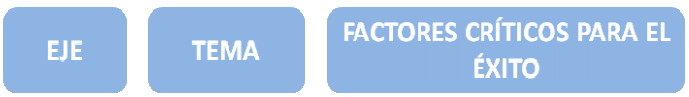 EJE
TEMA
FACTORES CRÍTICOS PARA EL
ÉXITO